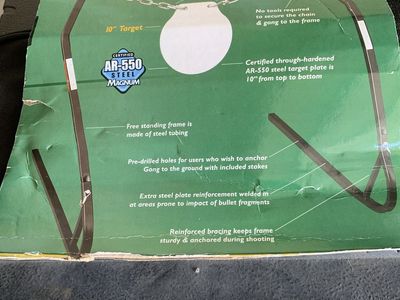 No tools required
to secure the chain
& gong to the frame
10" Target
CERTIFIED
AR-550
STEEL
MAGNUM
Certified through-hardened
AR-550 steel target plate is
10" from top to bottom
Free standing frame is
made of steel tubing
Pre-drilled holes for users who wish to anchor
Gong to the ground with included stakes
Extra steel plate reinforcement welded in
at areas prone to impact of bullet fragments
Reinforced bracing keeps frame
sturdy & anchored during shooting